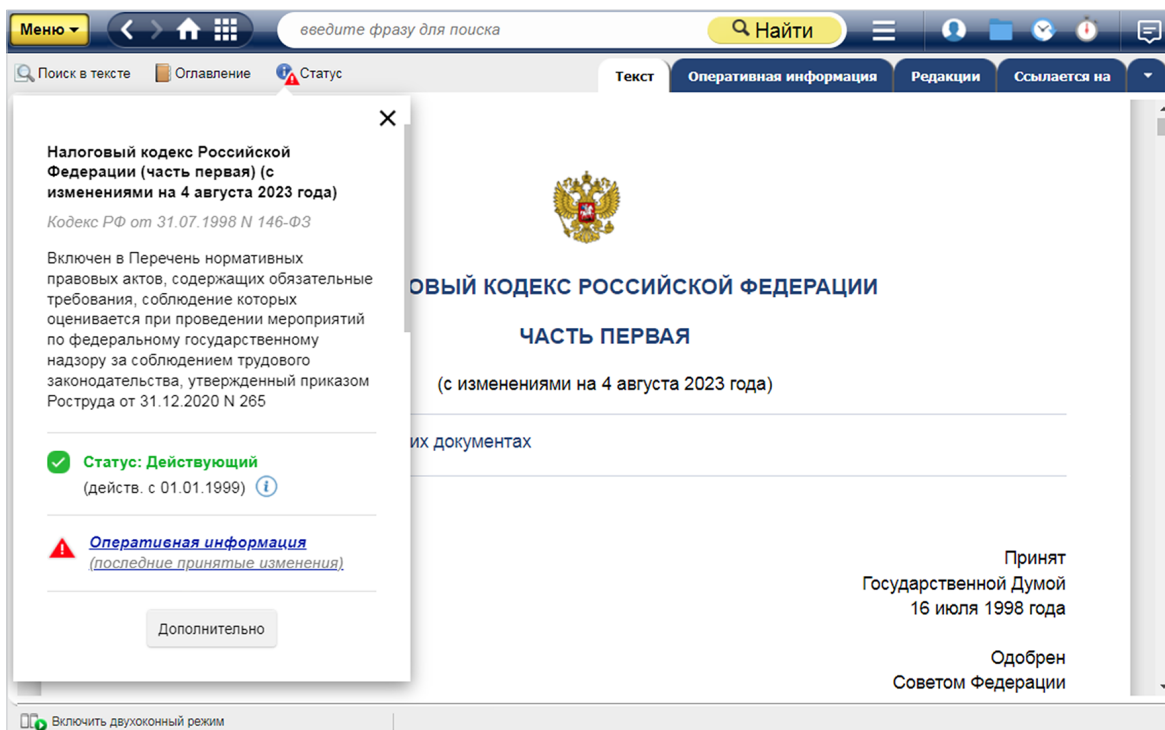 Меню
введите фразу для поиска
Найти
Поиск в тексте
Оглавление
Статус
Текст
Оперативная информация
Редакции
Ссылается на
Налоговый кодекс Российской
Федерации (часть первая) (с
изменениями на 4 августа 2023 года)
Кодекс РФ от 31.07.1998 N 146-ФЗ
Включен в Перечень нормативных
правовых актов, содержащих обязательные
требования, соблюдение которых
оценивается при проведении мероприятий
по федеральному государственному
надзору за соблюдением трудового
законодательства, утвержденный приказом
Роструда от 31.12.2020 N 265
Статус: Действующий
(действ. с 01.01.1999)
Оперативная информация
(последние принятые изменения)
Дополнительно
ОВЫЙ КОДЕКС РОССИЙСКОЙ ФЕДЕРАЦИИ
ЧАСТЬ ПЕРВАЯ
(с изменениями на 4 августа 2023 года)
их документах
Принят
Государственной Думой
16 июля 1998 года
Одобрен
Советом Федерации
Включить двухоконный режим